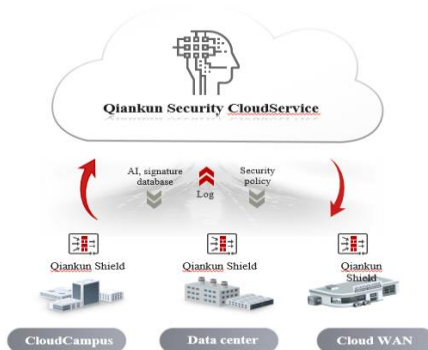 Qiankun Security CloudService
AI, signature
database
Log
Security
policy
Qiankun Shield
Qiankun Shield
Qiankun
Shield
CloudCampus
Data center
Cloud WAN